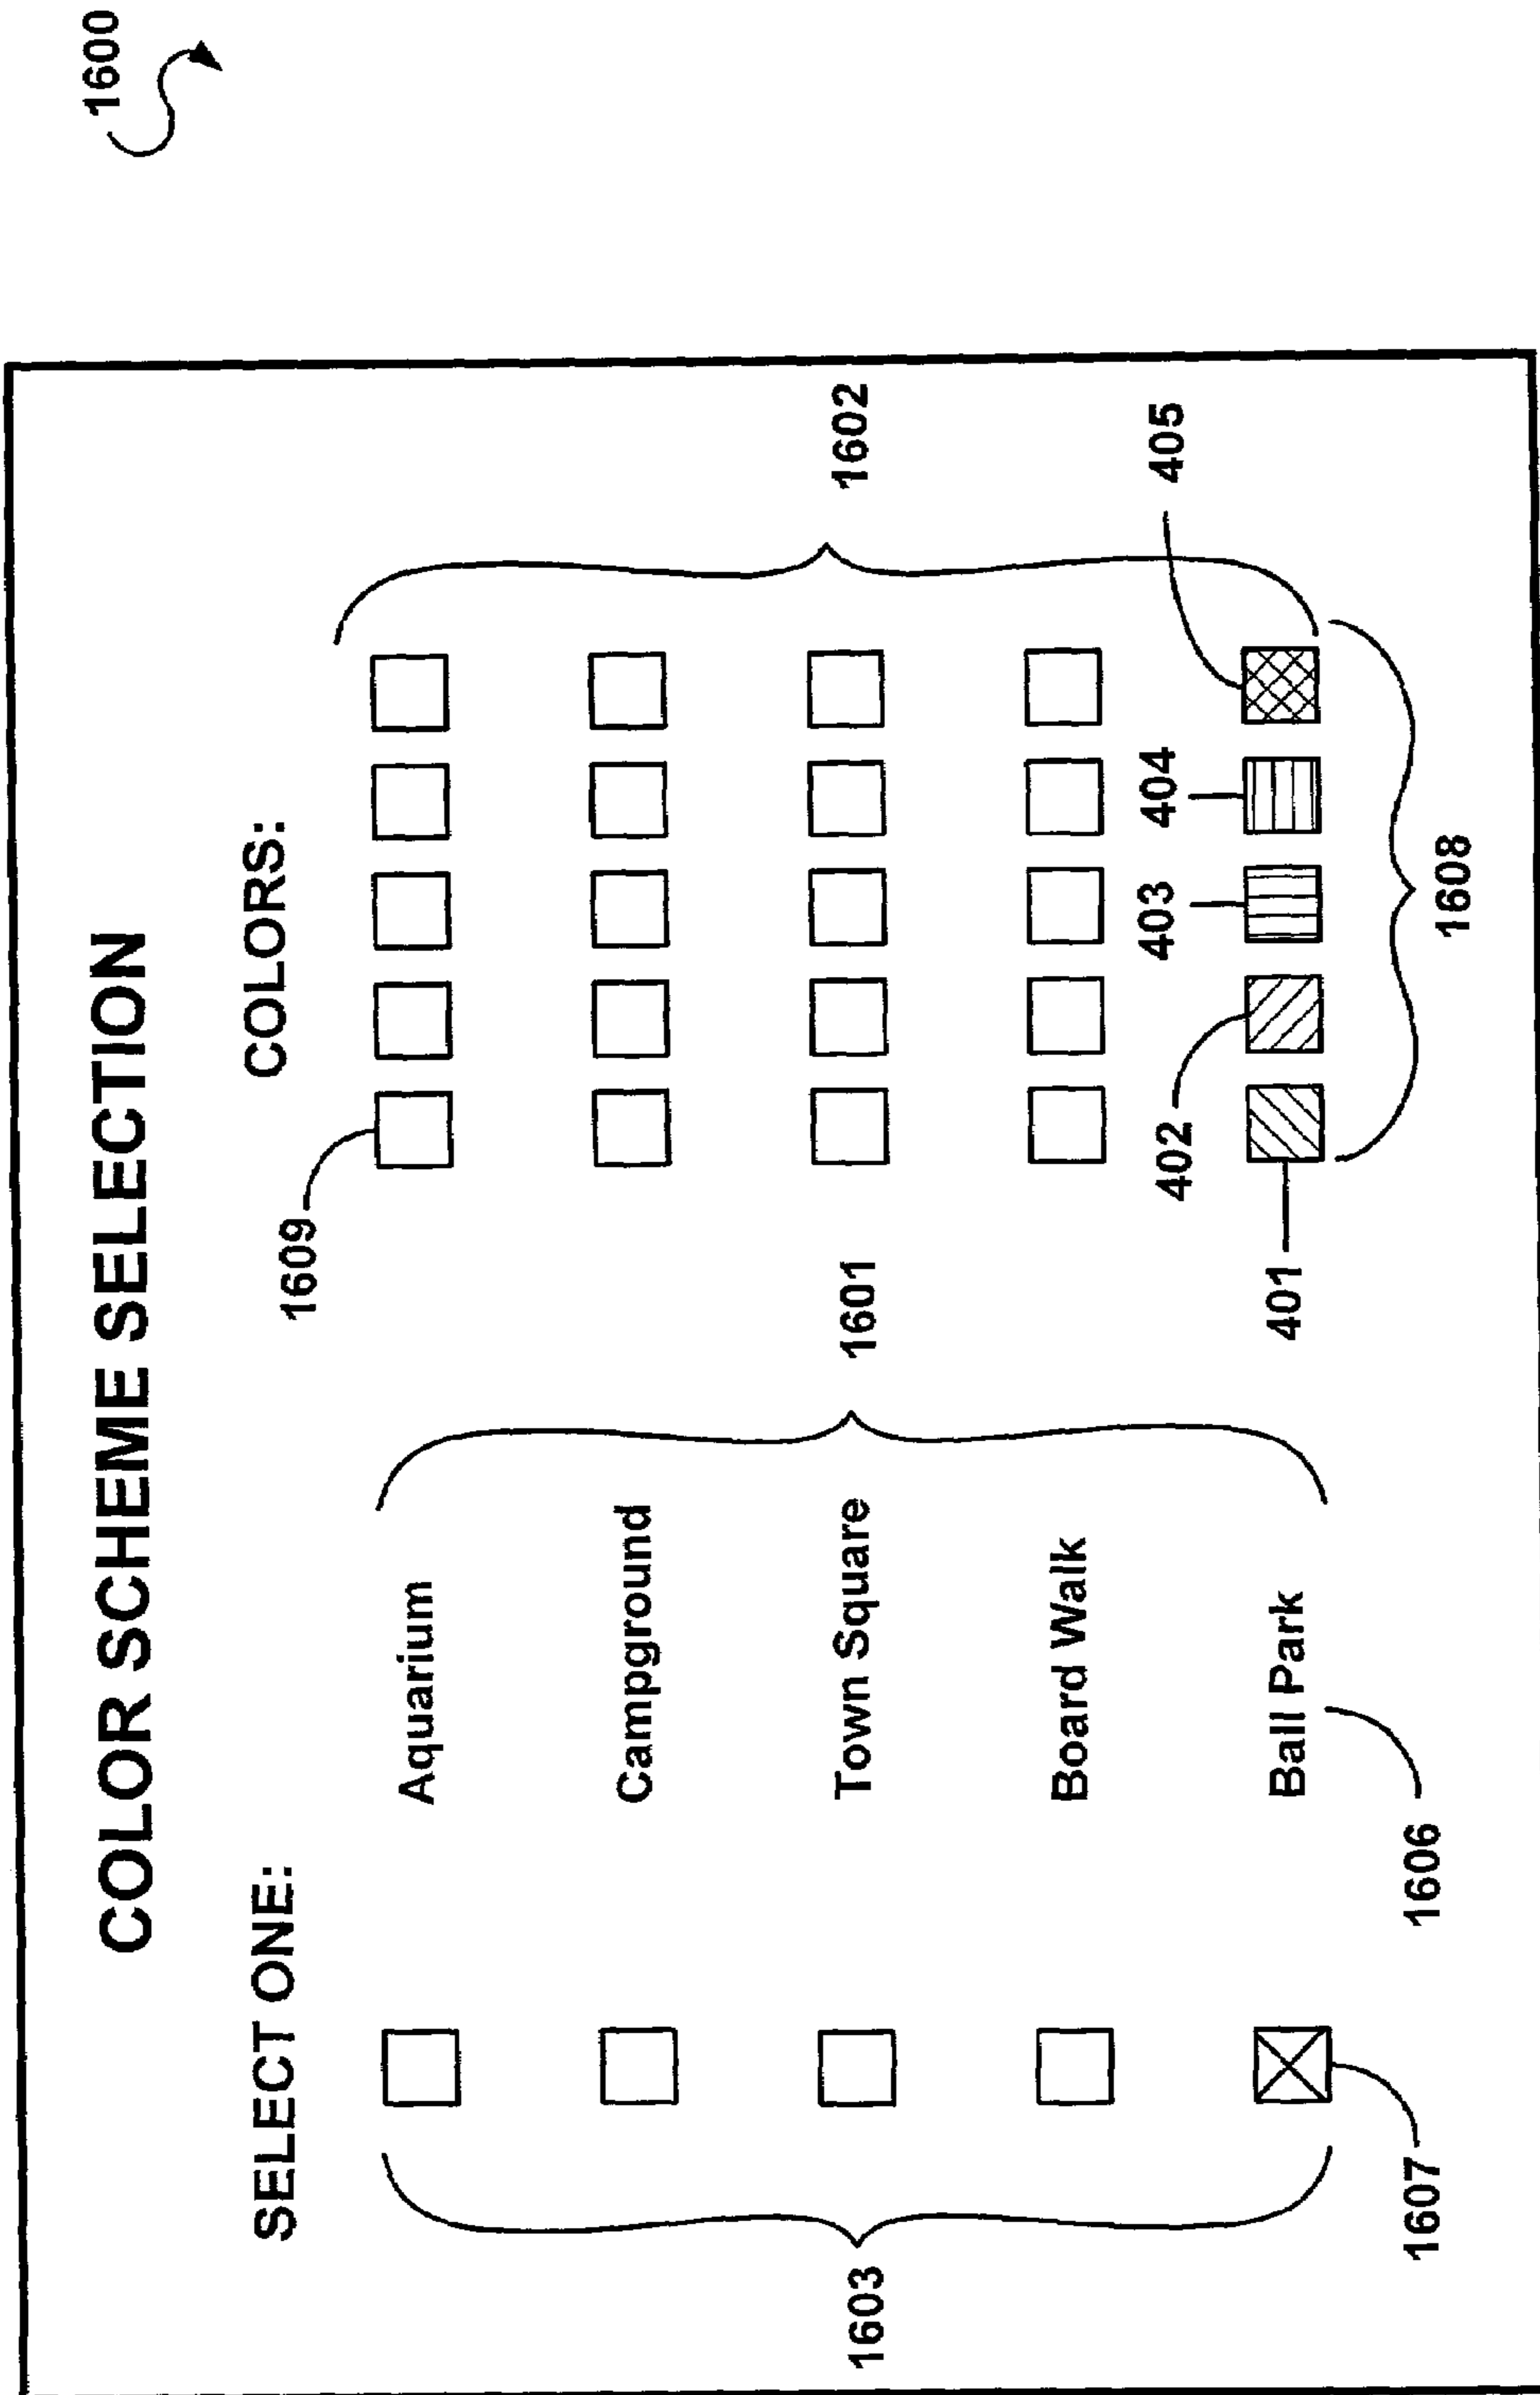 1600
COLOR SCHEME SELECTION
SELECT ONE:
COLORS:
1609
Aquarium
Campground
1603
Town Square
1601
1602
Board Walk
402
403
404
405
Ball Park
401
1607
1606
1608